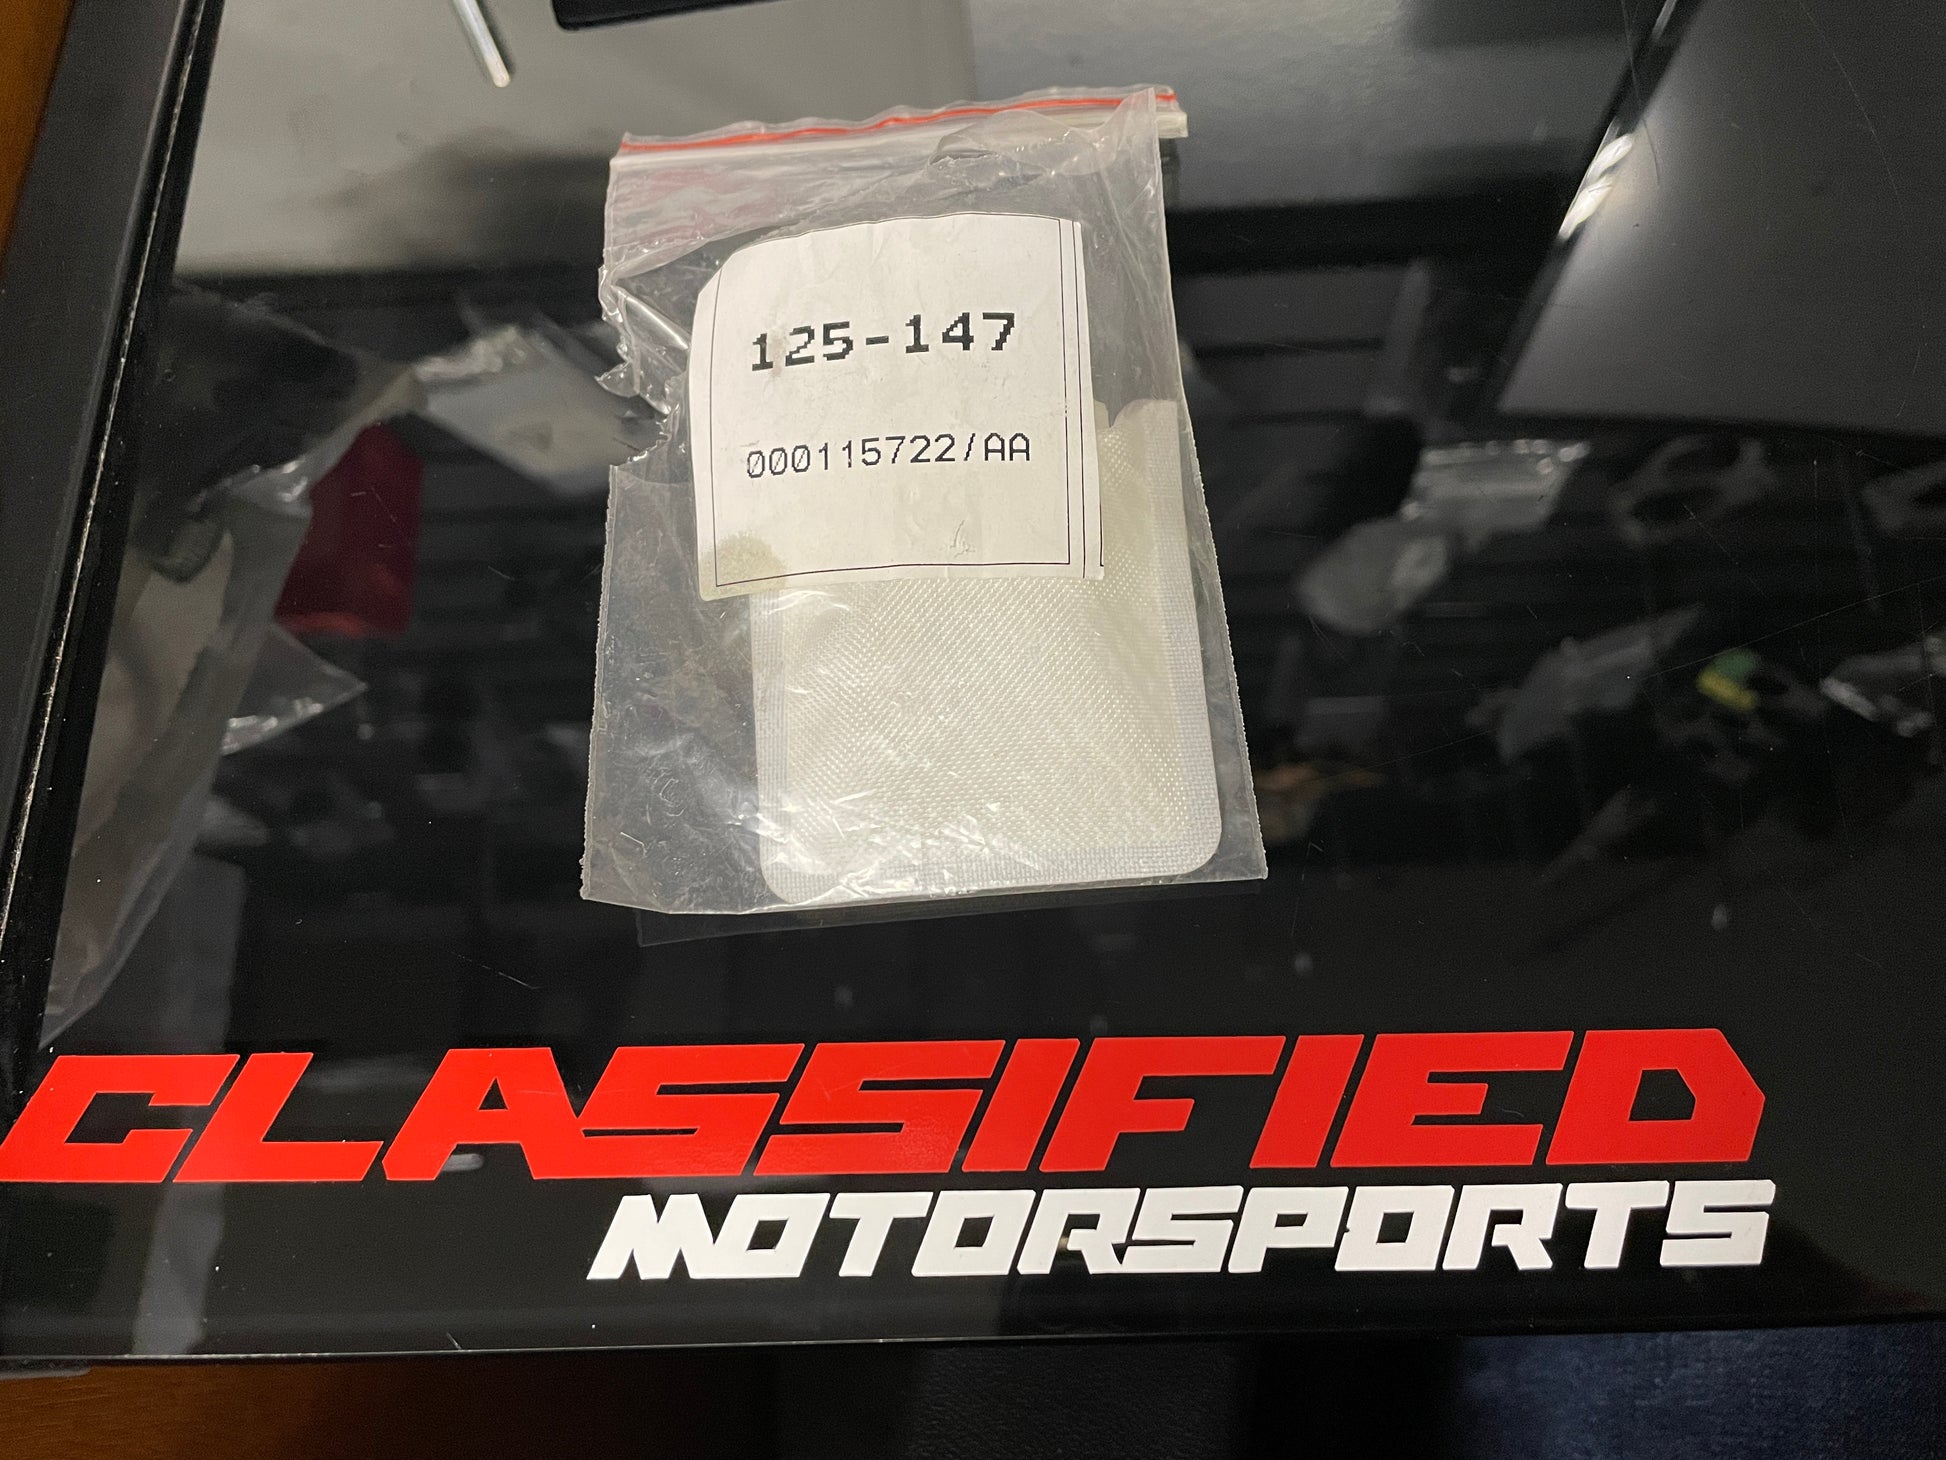 125-147
000115722/AA
CLASSIFIED
MOTORSPORTS